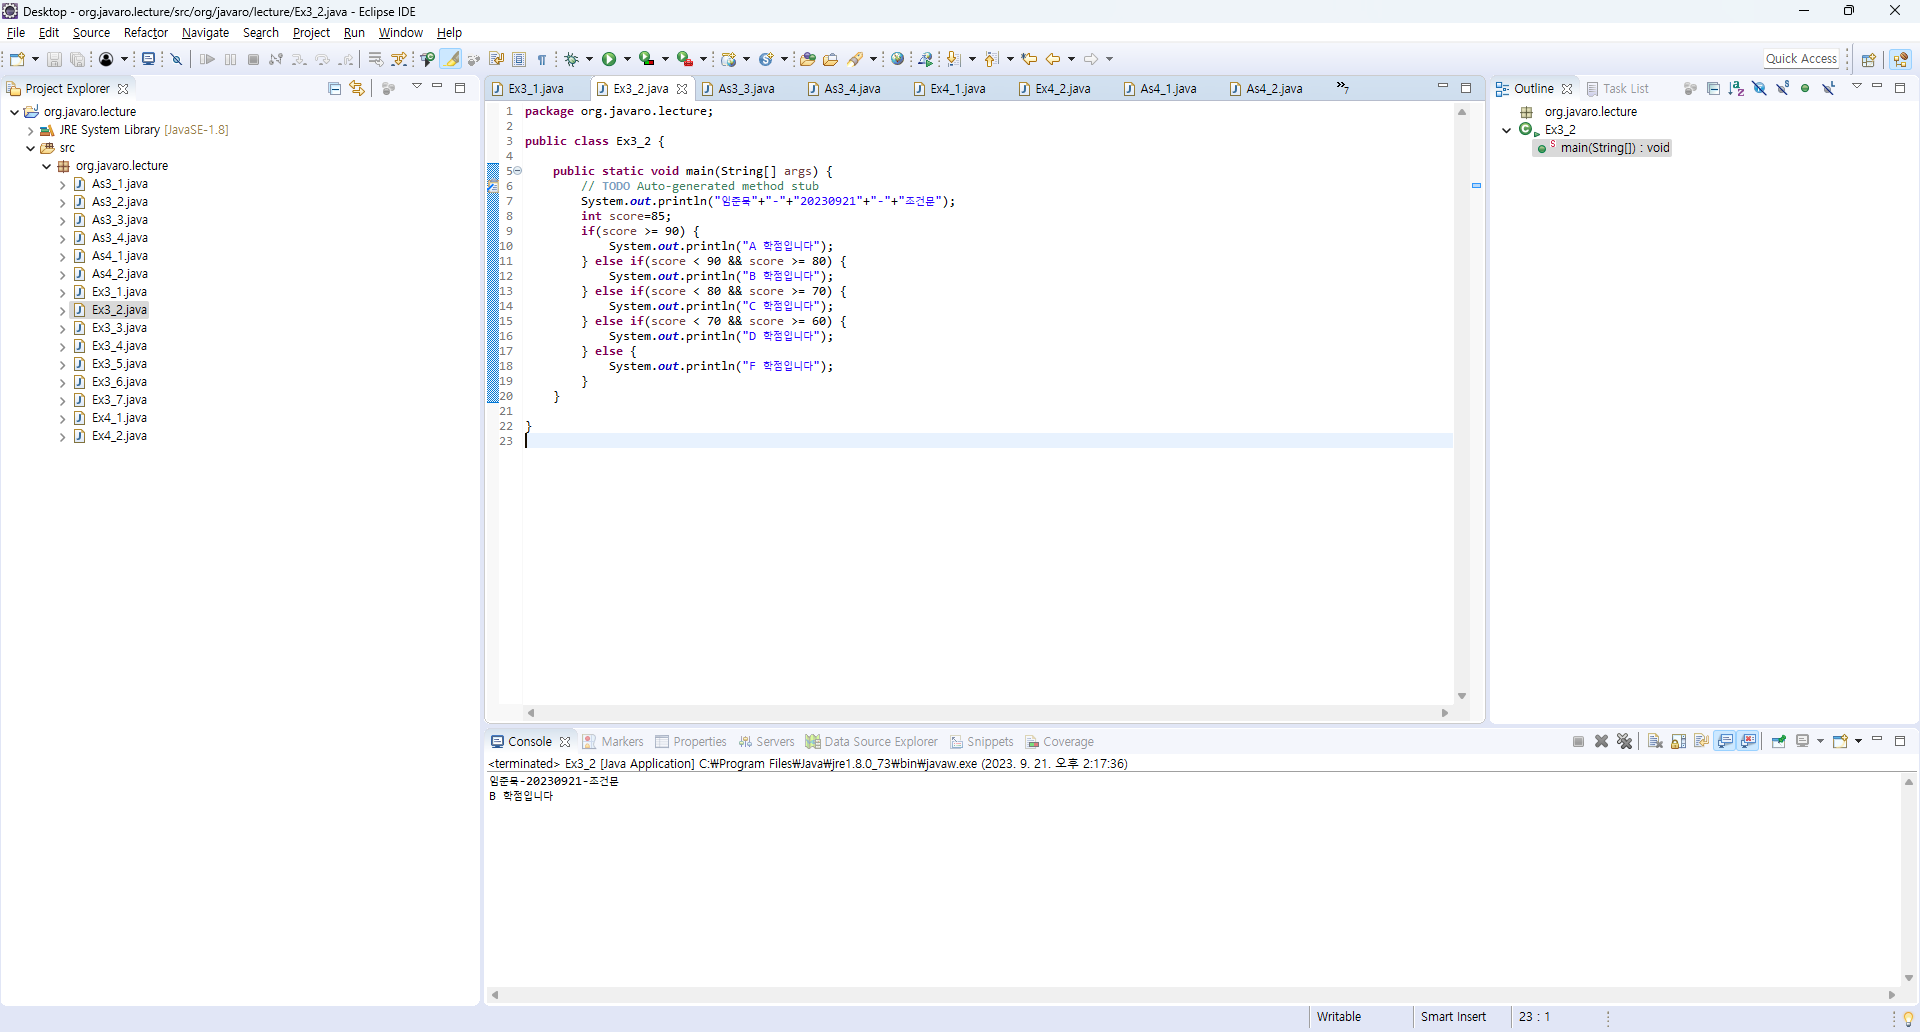 Desktop - org.javaro.lecture/src/org/javaro/lecture/Ex3_2.java - Eclipse IDE
File Edit Source Refactor Navigate Search Project Run Window Help
Quick Access
Project Explorer
org.javaro.lecture
JRE System Library [JavaSE-1.8]
src
org.javaro.lecture
As3_1.java
As3_2.java
As3_3.java
As3_4.java
As4_1.java
As4_2.java
Ex3_1.java
Ex3_2.java
Ex3_3.java
Ex3_4.java
Ex3_5.java
Ex3_6.java
Ex3_7.java
Ex4_1.java
Ex4_2.java
Ex3_1.java Ex3_2.java As3_3.java As3_4.java Ex4_1.java Ex4_2.java As4_1.java As4_2.java »7
1 package org.javaro.lecture;
2
3 public class Ex3_2 {
4
5 public static void main(String[] args) {
6 // TODO Auto-generated method stub
7 System.out.println("임준묵"+"-"+"20230921"+"-"+"조건문");
8 int score=85;
9 if(score >= 90) {
10 System.out.println("A 학점입니다");
11 } else if(score < 90 && score >= 80) {
12 System.out.println("B 학점입니다");
13 } else if(score < 80 && score >= 70) {
14 System.out.println("C 학점입니다");
15 } else if(score < 70 && score >= 60) {
16 System.out.println("D 학점입니다");
17 } else {
18 System.out.println("F 학점입니다");
19 }
20 }
21
22 }
23
Outline Task List
org.javaro.lecture
Ex3_2
main(String[]) : void
Console Markers Properties Servers Data Source Explorer Snippets Coverage
<terminated> Ex3_2 [Java Application] C:₩Program Files₩Java₩jre1.8.0_73₩bin₩javaw.exe (2023. 9. 21. 오후 2:17:36)
임준묵-20230921-조건문
B 학점입니다
Writable Smart Insert 23 : 1